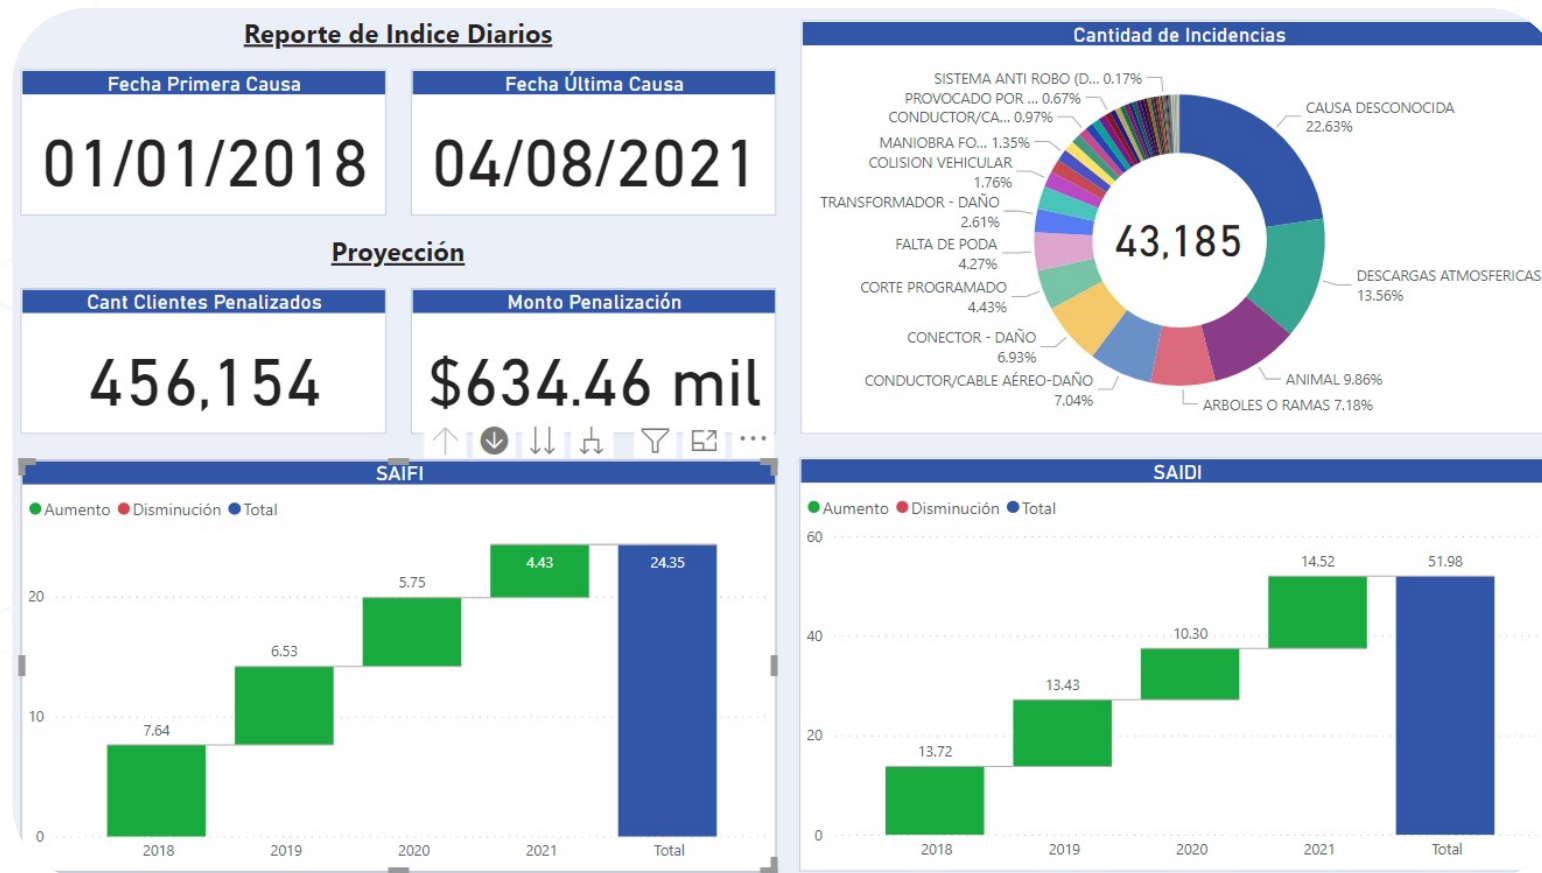 Reporte de Indice Diarios
Fecha Primera Causa
01/01/2018
Fecha Última Causa
04/08/2021
Proyección
Cant Clientes Penalizados
456,154
Monto Penalización
$634.46 mil
Cantidad de Incidencias
SISTEMA ANTI ROBO (D... 0.17%
PROVOCADO POR ... 0.67%
CONDUCTOR/CA... 0.97%
MANIOBRA FO... 1.35%
COLISION VEHICULAR
1.76%
TRANSFORMADOR - DAÑO
2.61%
FALTA DE PODA
4.27%
CORTE PROGRAMADO
4.43%
CONECTOR - DAÑO
6.93%
CONDUCTOR/CABLE AÉREO-DAÑO
7.04%
43,185
CAUSA DESCONOCIDA
22.63%
DESCARGAS ATMOSFERICAS
13.56%
ANIMAL 9.86%
ARBOLES O RAMAS 7.18%
SAIFI
Aumento Disminución Total
20
10
0
7.64
6.53
5.75
4.43
24.35
2018 2019 2020 2021 Total
SAIDI
Aumento Disminución Total
60
40
20
0
13.72
13.43
10.30
14.52
51.98
2018 2019 2020 2021 Total